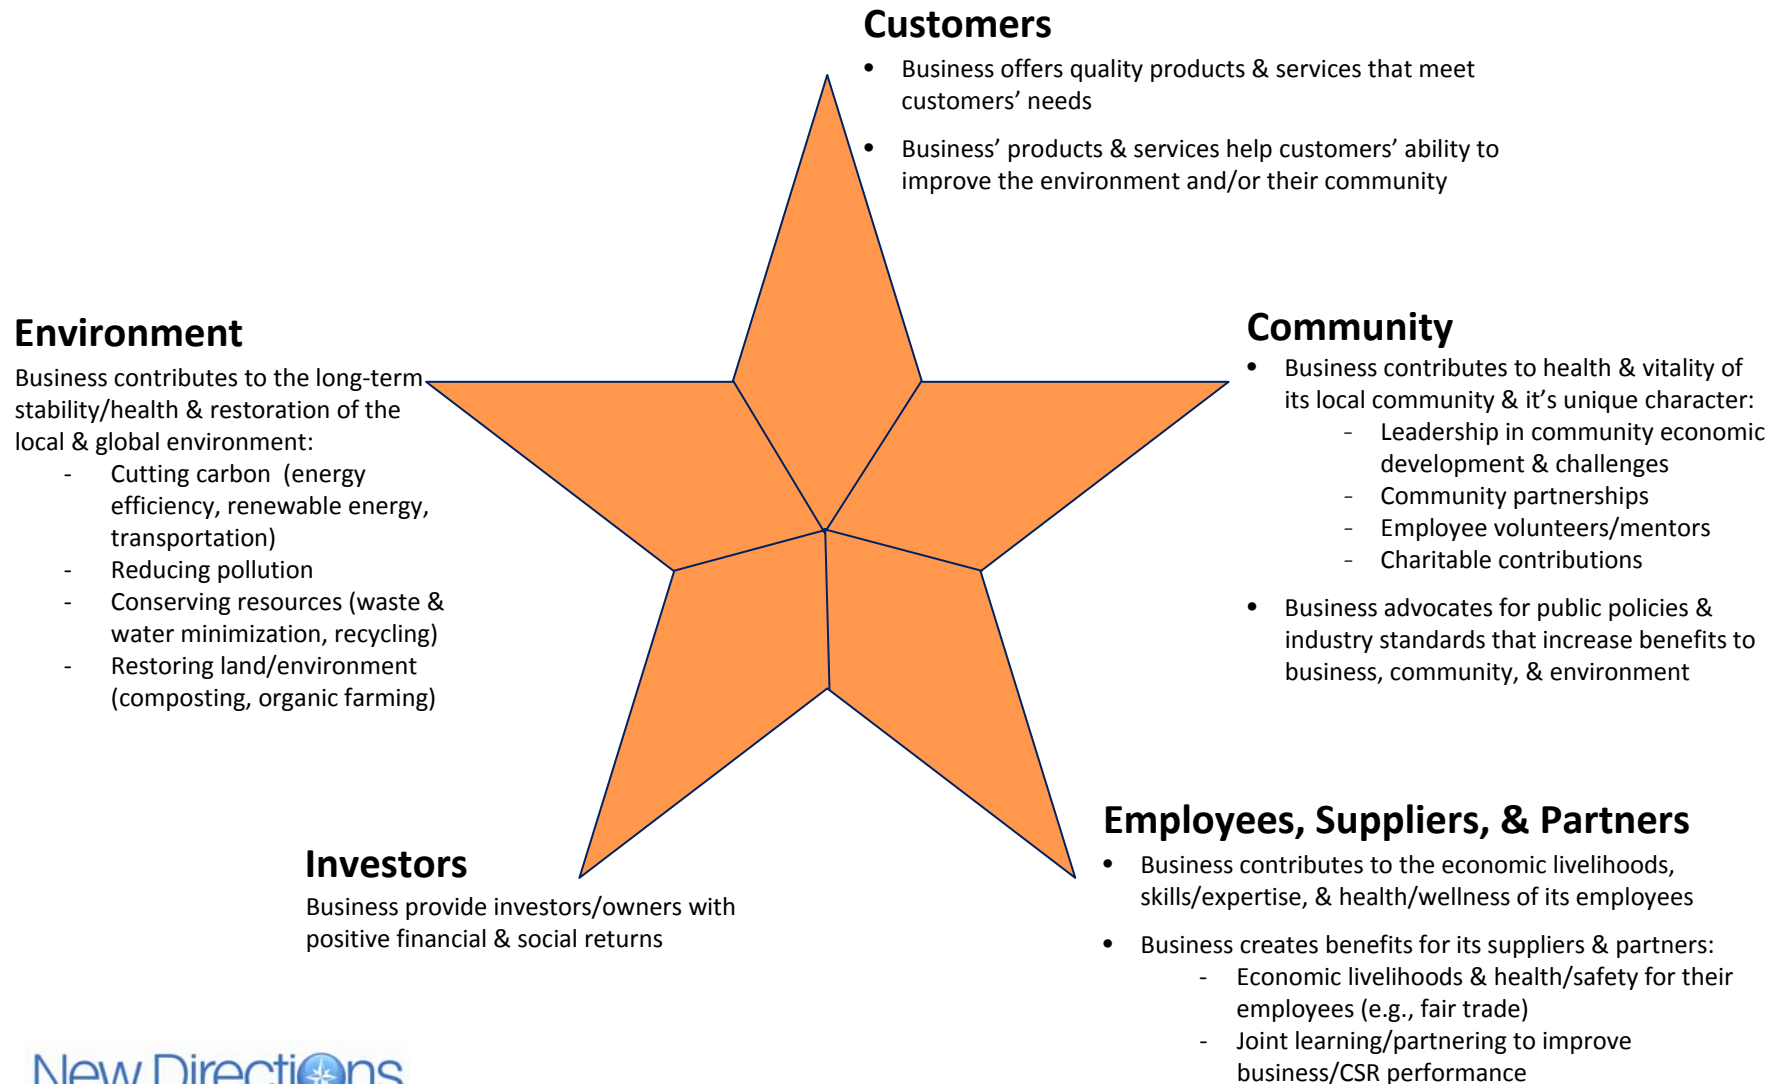 Customers
• Business offers quality products & services that meet
customers’ needs
• Business’ products & services help customers’ ability to
improve the environment and/or their community
Environment
Business contributes to the long-term
stability/health & restoration of the
local & global environment:
- Cutting carbon (energy
efficiency, renewable energy,
transportation)
- Reducing pollution
- Conserving resources (waste &
water minimization, recycling)
- Restoring land/environment
(composting, organic farming)
Community
• Business contributes to health & vitality of
its local community & it’s unique character:
- Leadership in community economic
development & challenges
- Community partnerships
- Employee volunteers/mentors
- Charitable contributions
• Business advocates for public policies &
industry standards that increase benefits to
business, community, & environment
Investors
Business provide investors/owners with
positive financial & social returns
Employees, Suppliers, & Partners
• Business contributes to the economic livelihoods,
skills/expertise, & health/wellness of its employees
• Business creates benefits for its suppliers & partners:
- Economic livelihoods & health/safety for their
employees (e.g., fair trade)
- Joint learning/partnering to improve
business/CSR performance
New Directions